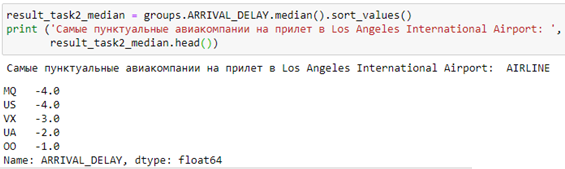 result_task2_median = groups.ARRIVAL_DELAY.median().sort_values()
print ('Самые пунктуальные авиакомпании на прилет в Los Angeles International Airport: ',
       result_task2_median.head())
Самые пунктуальные авиакомпании на прилет в Los Angeles International Airport:  AIRLINE
MQ   -4.0
US   -4.0
VX   -3.0
UA   -2.0
OO   -1.0
Name: ARRIVAL_DELAY, dtype: float64